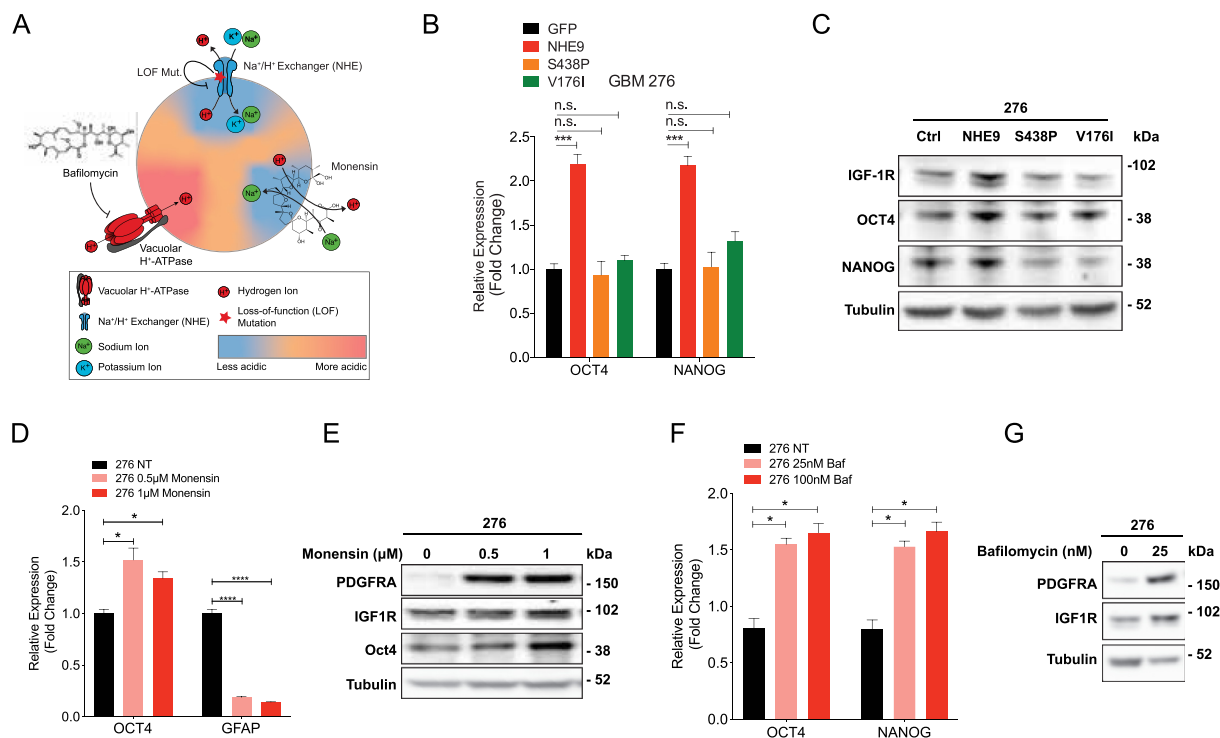 A
H+
K+
Na+
Na+/H+ Exchanger (NHE)
LOF Mut.
H+
K+
Na+
Bafilomycin
H+
Monensin
Na+
H+
H+
H+
Na+
Vacuolar
H+-ATPase
Vacuolar H+-ATPase
H+
Hydrogen Ion
Na+/H+ Exchanger (NHE)
Loss-of-function (LOF)
Mutation
Na+
Sodium Ion
K+
Potassium Ion
Less acidic
More acidic
B
GFP
NHE9
S438P
V176I
GBM 276
n.s.
n.s.
***
n.s.
n.s.
***
Relative Expresssion
(Fold Change)
2.5
2.0
1.5
1.0
0.5
0.0
OCT4
NANOG
C
276
Ctrl NHE9 S438P V176I kDa
IGF-1R
-102
OCT4
- 38
NANOG
- 38
Tubulin
- 52
D
276 NT
276 0.5µM Monensin
276 1µM Monensin
Relative Expression
(Fold Change)
2.0
1.5
1.0
0.5
0.0
*
*
****
****
OCT4
GFAP
E
276
Monensin (µM) 0 0.5 1 kDa
PDGFRA
- 150
IGF1R
- 102
Oct4
- 38
Tubulin
- 52
F
276 NT
276 25nM Baf
276 100nM Baf
Relative Expression
(Fold Change)
2.0
1.5
1.0
0.5
0.0
*
*
*
*
OCT4
NANOG
G
276
Bafilomycin (nM) 0 25 kDa
PDGFRA
- 150
IGF1R
- 102
Tubulin
- 52